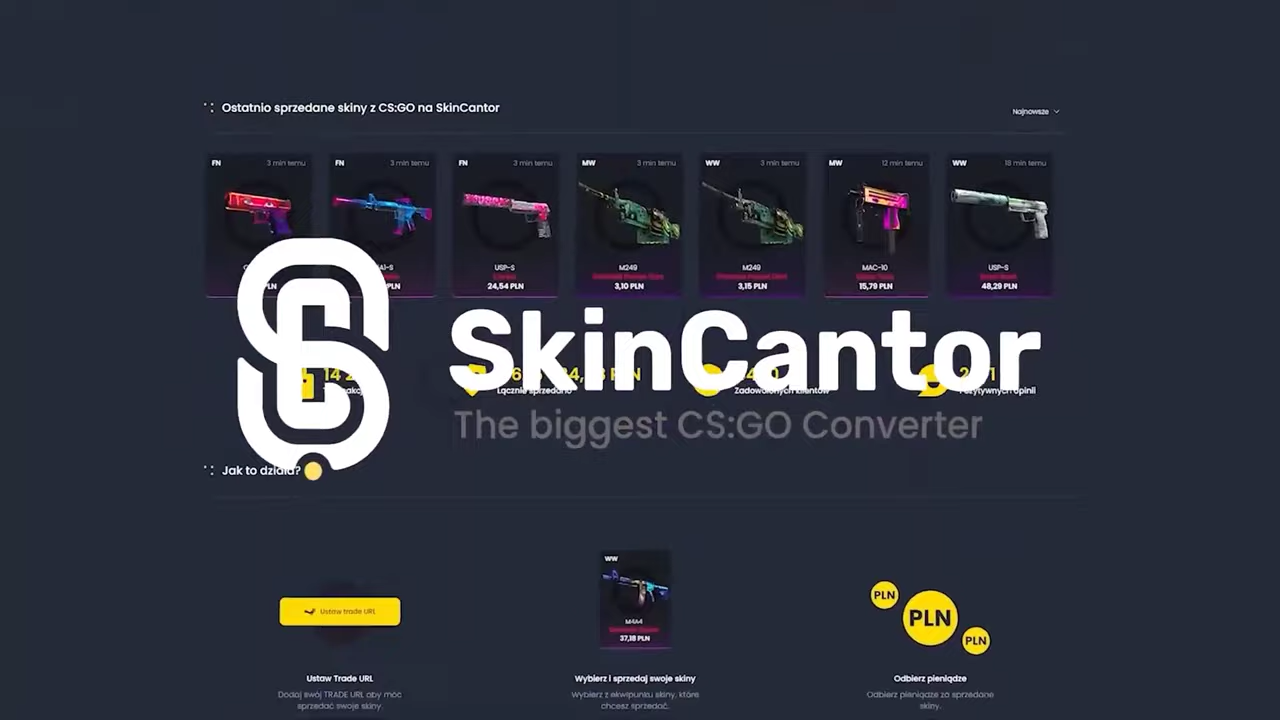 Ostatnio sprzedane skiny z CS:GO na SkinCantor
Najnowsze
FN 3 min temu
FN 3 min temu
FN 3 min temu
MW 3 min temu
WW 3 min temu
MW 12 min temu
WW 18 min temu
USP-S
M249
M249
MAC-10
USP-S
PLN
PLN
24,54 PLN
3,10 PLN
3,15 PLN
15,79 PLN
48,29 PLN
SkinCantor
Łącznie sprzedano
Zadowolonych klientów
Pozytywnych opinii
The biggest CS:GO Converter
Jak to działa?
WW
Ustaw trade URL
M4A4
37,18 PLN
PLN
PLN
PLN
Ustaw Trade URL
Wybierz i sprzedaj swoje skiny
Odbierz pieniądze
Dodaj swój TRADE URL aby móc
sprzedać swoje skiny.
Wybierz z ekwipunku skiny, które
chcesz sprzedać.
Odbierz pieniądze za sprzedane
skiny.